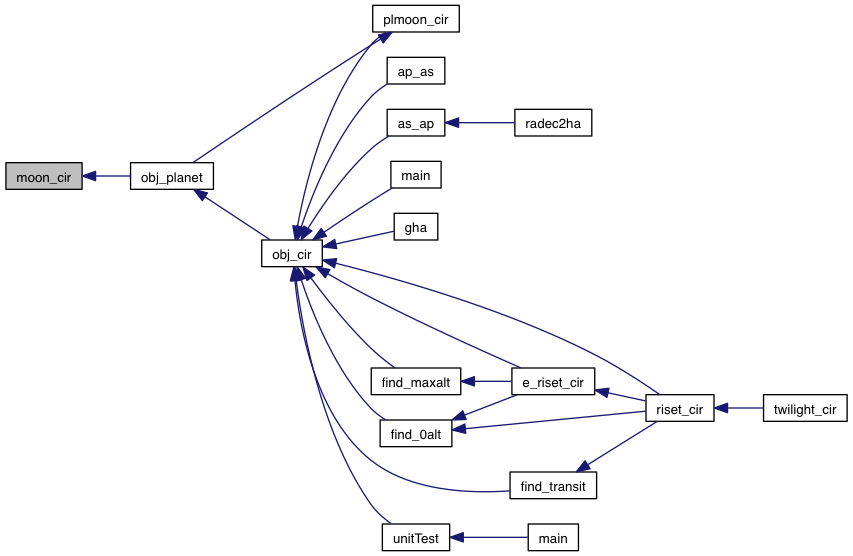 plmoon_cir
ap_as
as_ap
radec2ha
main
moon_cir
obj_planet
gha
obj_cir
find_maxalt
e_riset_cir
riset_cir
twilight_cir
find_0alt
find_transit
unitTest
main